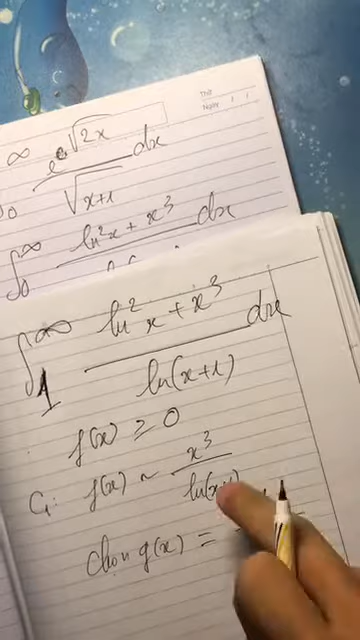 Thứ
Ngày
∫₀^∞ e^√(2x) / √(x+1) dx
∫₀^∞ (ln²x + x³) / dx
∫₁^∞ (ln²x + x³) / ln(x+1) dx
f(x) ≥ 0
f(x) ~ x³ / ln(x+1)
Chọn g(x) =